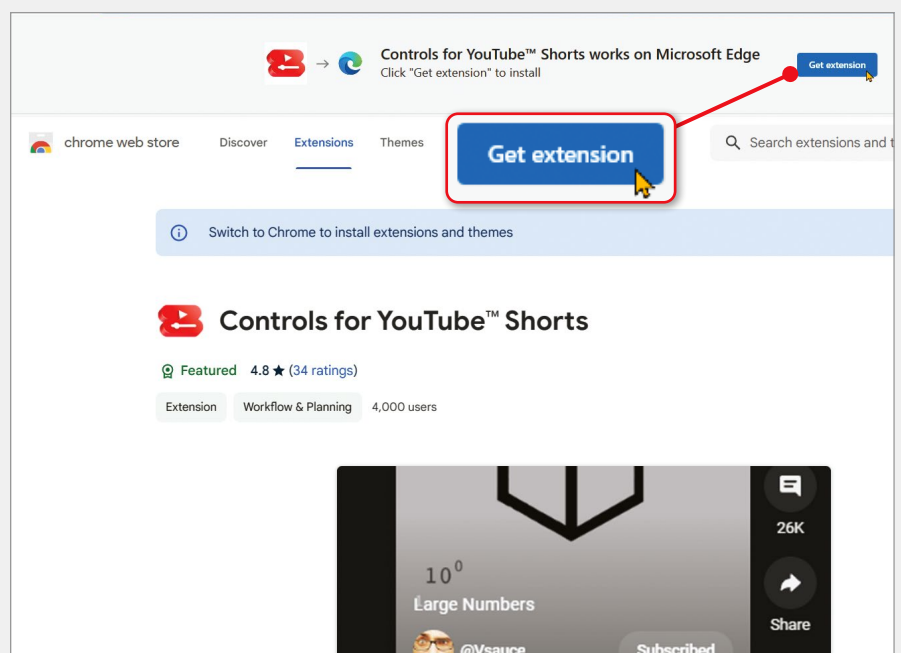 Controls for YouTube™ Shorts works on Microsoft Edge
Click "Get extension" to install
Get extension
chrome web store
Discover
Extensions
Themes
Get extension
Search extensions and t
Switch to Chrome to install extensions and themes
Controls for YouTube™ Shorts
Featured 4.8 ★ (34 ratings)
Extension
Workflow & Planning
4,000 users
26K
10⁰
Large Numbers
Share
@Vsauce
Subscribed